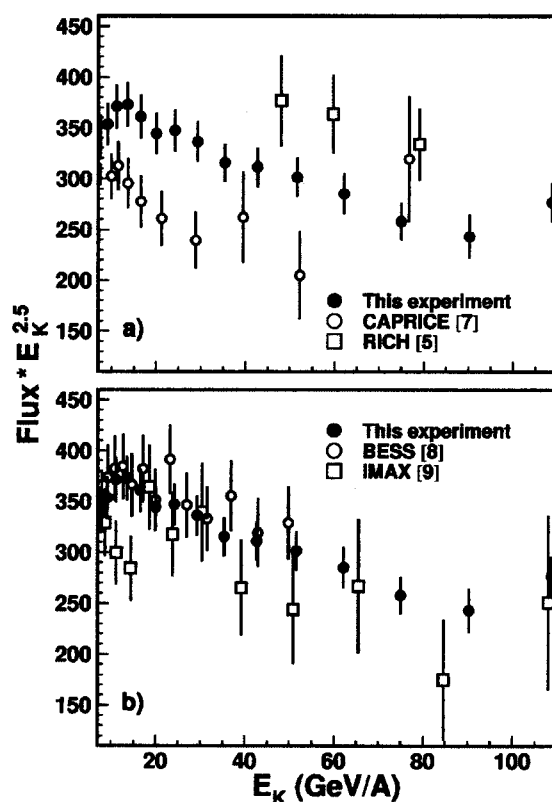 450
400
350
300
250
200
150
a)
This experiment
CAPRICE [7]
RICH [5]
Flux * E_K^2.5
450
400
350
300
250
200
150
b)
This experiment
BESS [8]
IMAX [9]
20 40 60 80 100
E_K (GeV/A)